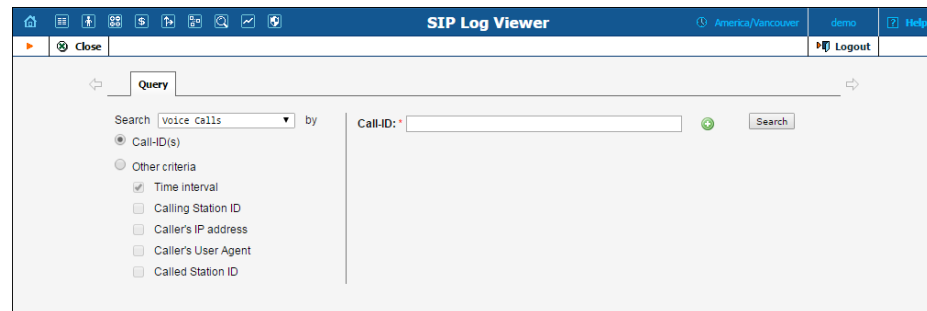 SIP Log Viewer America/Vancouver demo Help
Close Logout
Query
Search Voice Calls by
Call-ID: * Search
Call-ID(s)
Other criteria
Time interval
Calling Station ID
Caller's IP address
Caller's User Agent
Called Station ID